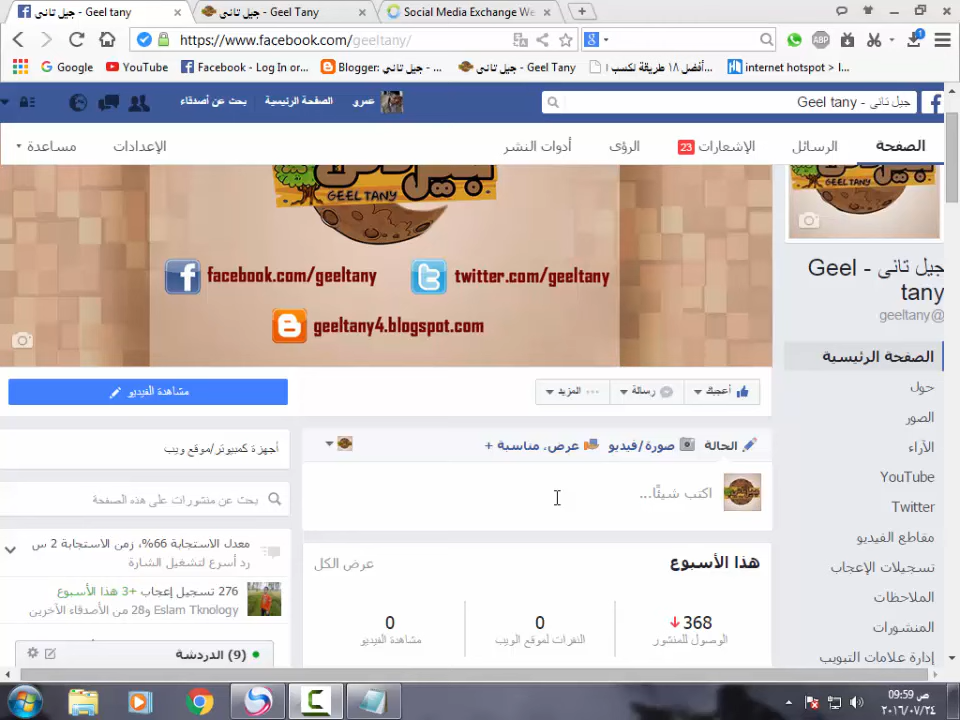 جيل تانى - Geel tany
جيل تانى - Geel Tany
Social Media Exchange We
https://www.facebook.com/geeltany/
ABP
1
Google
YouTube
Facebook - Log In or...
Blogger: جيل تانى - ...
جيل تانى - Geel Tany
أفضل ١٨ طريقة لكسب ا...
internet hotspot > l...
جيل تانى - Geel tany
عمرو
الصفحة الرئيسية
بحث عن أصدقاء
الصفحة
الرسائل
الإشعارات 23
الرؤى
أدوات النشر
الإعدادات
مساعدة
GEEL TANY
facebook.com/geeltany
twitter.com/geeltany
geeltany4.blogspot.com
جيل تانى - Geel
tany
@geeltany
الصفحة الرئيسية
حول
الصور
الآراء
YouTube
Twitter
مقاطع الفيديو
تسجيلات الإعجاب
الملاحظات
المنشورات
إدارة علامات التبويب
أعجبك
رسالة
المزيد
مشاهدة الفيديو
الحالة
صورة/فيديو
عرض، مناسبة +
اكتب شيئًا...
هذا الأسبوع
عرض الكل
368
الوصول للمنشور
0
النقرات لموقع الويب
0
مشاهدة الفيديو
أجهزة كمبيوتر/موقع ويب
بحث عن منشورات على هذه الصفحة
معدل الاستجابة 66%، زمن الاستجابة 2 س
رد أسرع لتشغيل الشارة
276 تسجيل إعجاب +3 هذا الأسبوع
Eslam Tknology و28 من الأصدقاء الآخرين
الدردشة (9)
09:59 ص
٢٠١٦/٠٧/٢٤